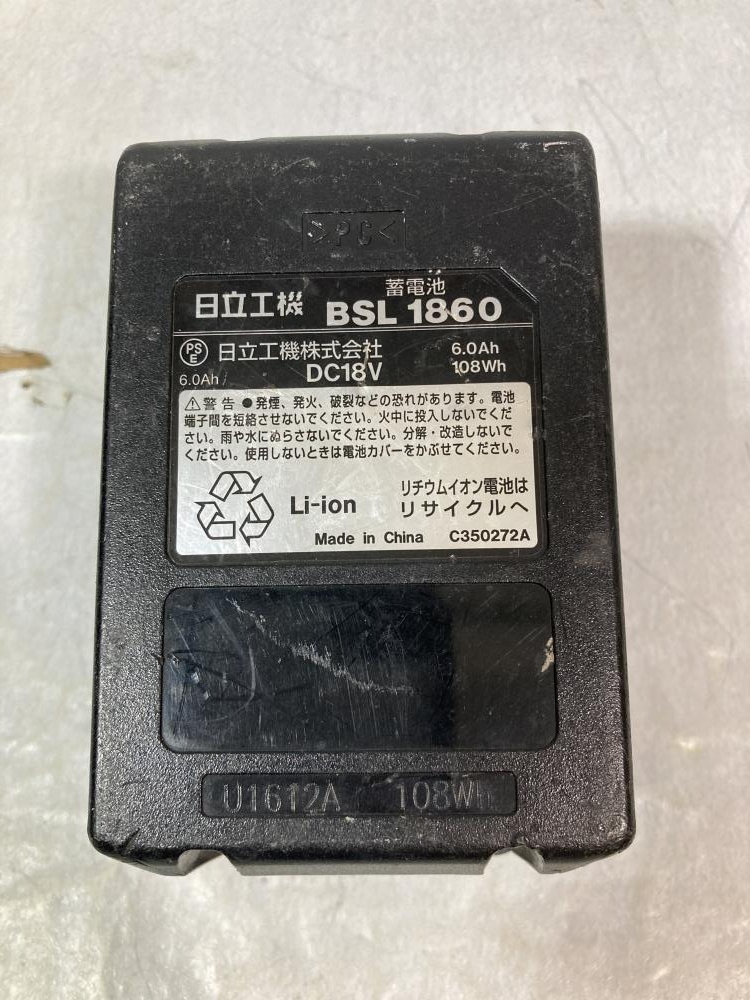 >PC<
蓄電池
日立工機 BSL 1860
PSE 日立工機株式会社 6.0Ah
6.0Ah DC18V 108Wh
⚠警告 ●発煙、発火、破裂などの恐れがあります。電池
端子間を短絡させないでください。火中に投入しないでくだ
さい。雨や水にぬらさないでください。分解・改造しないで
ください。使用しないときは電池カバーをかぶせてください。
Li-ion リチウムイオン電池は
リサイクルへ
Made in China C350272A
U1612A 108Wh